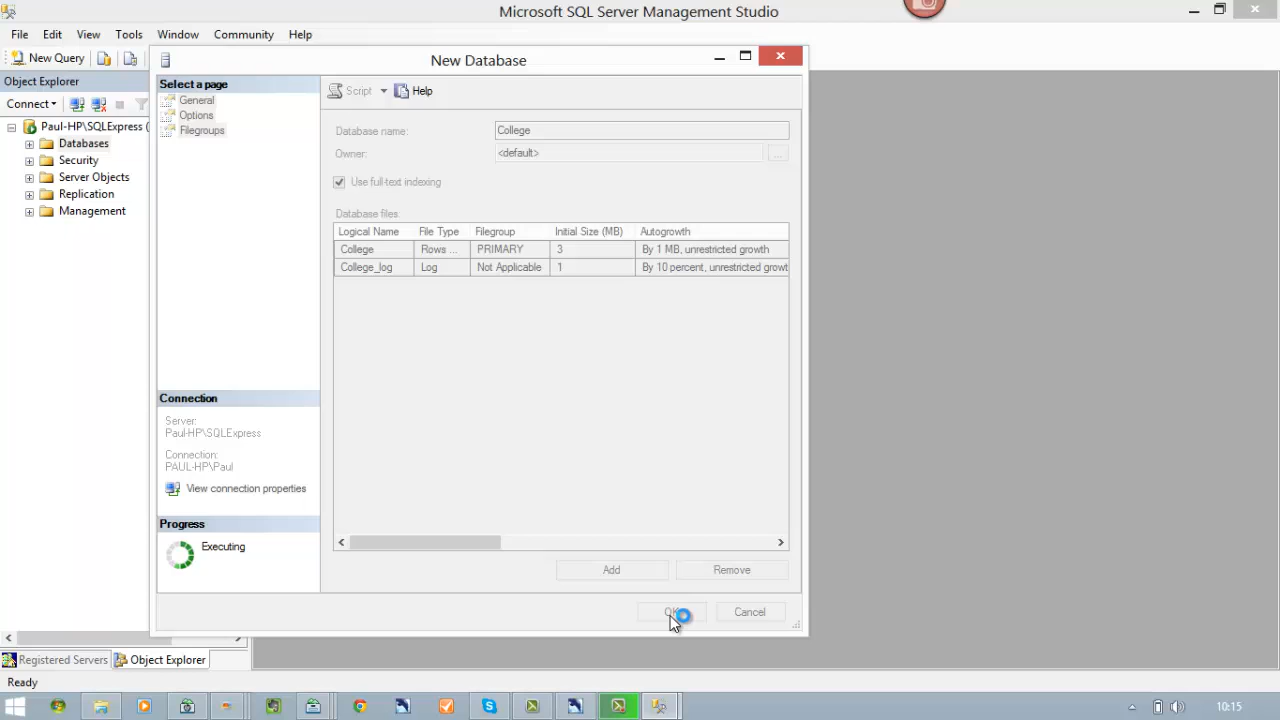 Microsoft SQL Server Management Studio
File Edit View Tools Window Community Help
New Query
New Database
Object Explorer
Connect
Paul-HP\SQLExpress (
Databases
Security
Server Objects
Replication
Management
Select a page
General
Options
Filegroups
Script Help
Database name: College
Owner: <default> ...
Use full-text indexing
Database files:
Logical Name File Type Filegroup Initial Size (MB) Autogrowth
College Rows ... PRIMARY 3 By 1 MB, unrestricted growth
College_log Log Not Applicable 1 By 10 percent, unrestricted growt
Connection
Server:
Paul-HP\SQLExpress
Connection:
PAUL-HP\Paul
View connection properties
Progress
Executing
Add Remove
OK Cancel
Registered Servers Object Explorer
Ready
10:15